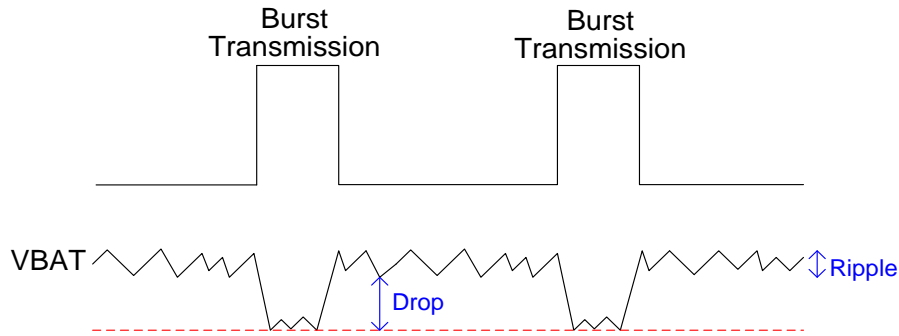 Burst
Transmission
Burst
Transmission
VBAT
Ripple
Drop